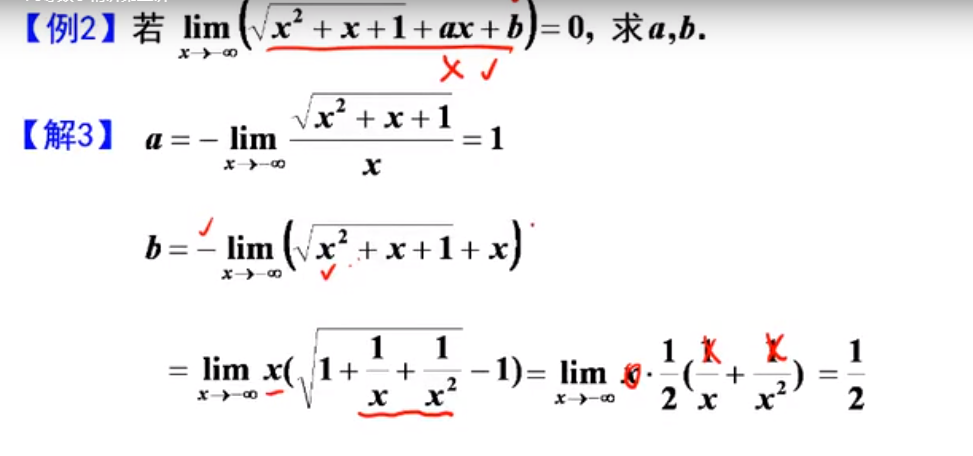 【例2】若 lim_{x→-∞} (√(x² + x + 1) + ax + b) = 0, 求a,b.
× ✓
【解3】 a = - lim_{x→-∞} √(x² + x + 1) / x = 1
b = - lim_{x→-∞} (√(x² + x + 1) + x)
= lim_{x→-∞} x(√(1 + 1/x + 1/x²) - 1) = lim_{x→-∞} x · 1/2 (1/x + 1/x²) = 1/2